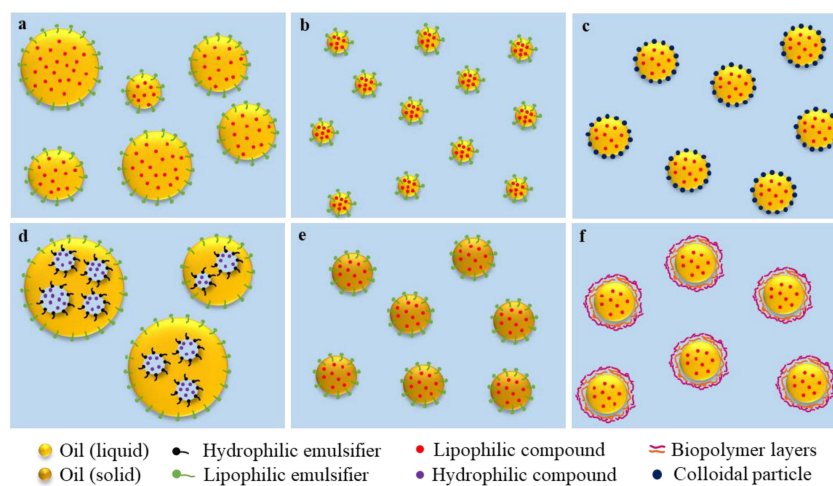 a
b
c
d
e
f
Oil (liquid) Hydrophilic emulsifier Lipophilic compound Biopolymer layers
Oil (solid) Lipophilic emulsifier Hydrophilic compound Colloidal particle